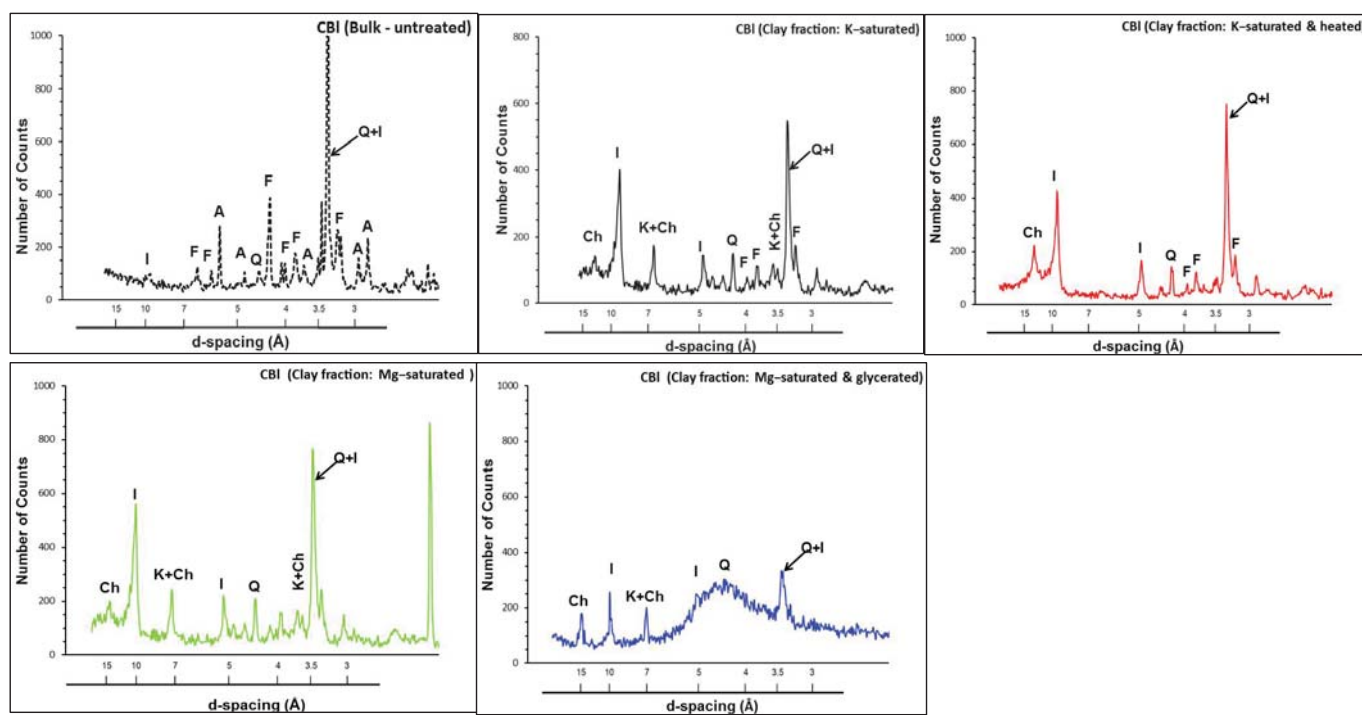 CBl (Bulk - untreated)
Number of Counts
1000
800
600
400
200
0
I
F
F
A
A
Q
F
F
F
A
Q+I
F
A
A
15
10
7
5
4
3.5
3
d-spacing (Å)
CBl (Clay fraction: K–saturated)
Number of Counts
800
600
400
200
0
Ch
I
K+Ch
I
Q
F
F
K+Ch
Q+I
F
15
10
7
5
4
3.5
3
d-spacing (Å)
CBl (Clay fraction: K–saturated & heated)
Number of Counts
1000
800
600
400
200
0
Ch
I
I
Q
F
F
Q+I
F
15
10
7
5
4
3.5
3
d-spacing (Å)
CBl (Clay fraction: Mg–saturated )
Number of Counts
1000
800
600
400
200
0
Ch
I
K+Ch
I
Q
K+Ch
Q+I
15
10
7
5
4
3.5
3
d-spacing (Å)
CBl (Clay fraction: Mg–saturated & glycerated)
Number of Counts
1000
800
600
400
200
0
Ch
I
K+Ch
I
Q
Q+I
15
10
7
5
4
3.5
3
d-spacing (Å)